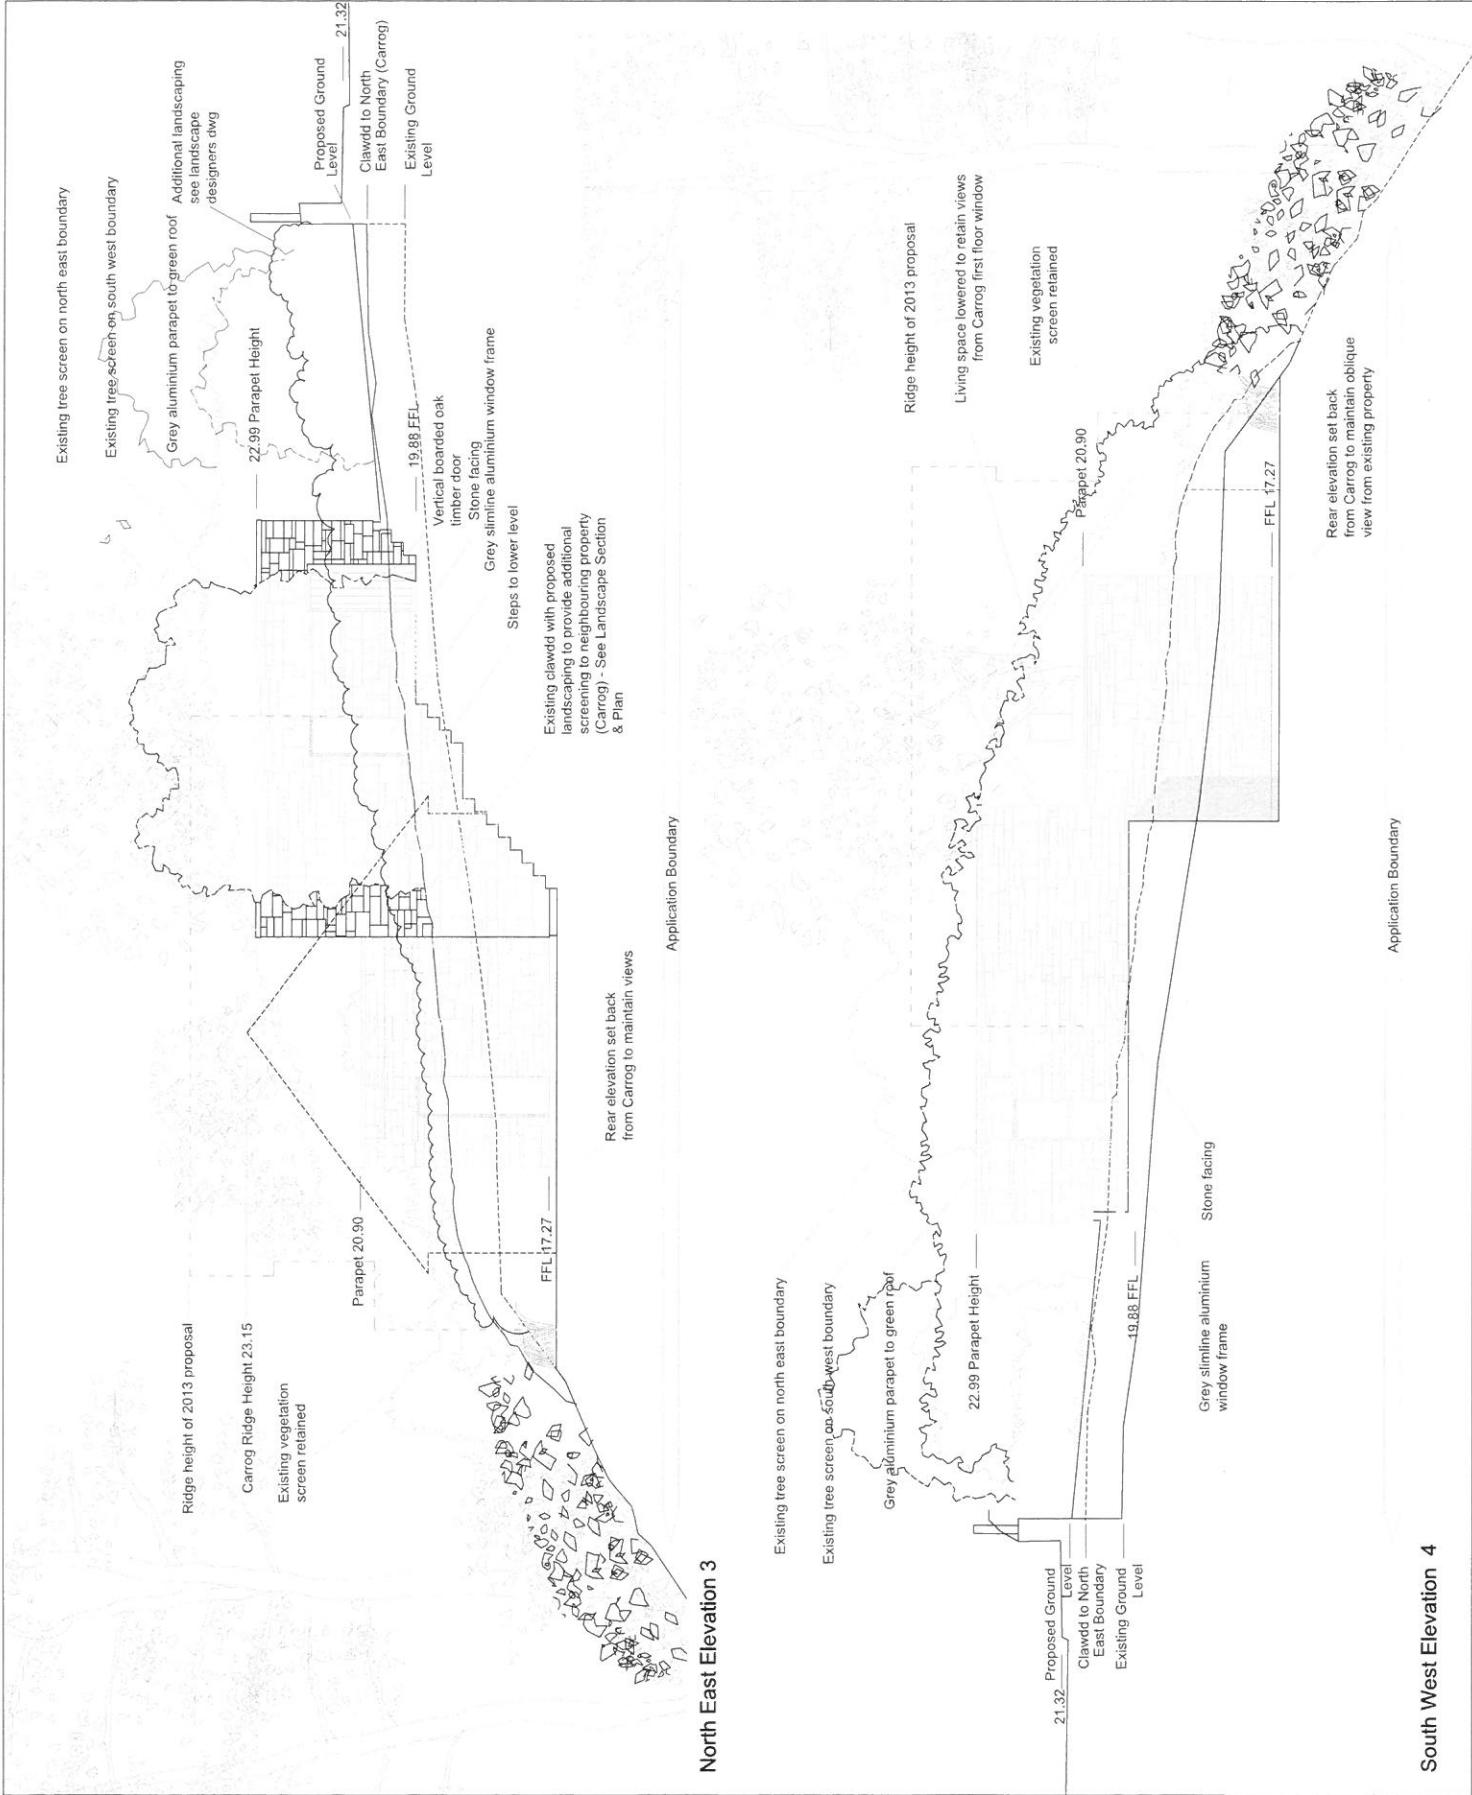 Existing tree screen on north east boundary
Existing tree screen on south west boundary
Grey aluminium parapet to green roof
Additional landscaping
see landscape
designers dwg
22.99 Parapet Height
21.32
Proposed Ground
Level
Clawdd to North
East Boundary (Carrog)
Existing Ground
Level
19.88 FFL
Vertical boarded oak
timber door
Stone facing
Grey slimline aluminium window frame
Steps to lower level
Existing clawdd with proposed
landscaping to provide additional
screening to neighbouring property
(Carrog) - See Landscape Section
& Plan
Ridge height of 2013 proposal
Carrog Ridge Height 23.15
Existing vegetation
screen retained
Parapet 20.90
FFL 17.27
Rear elevation set back
from Carrog to maintain views
Application Boundary
North East Elevation 3
Existing tree screen on north east boundary
Existing tree screen on south west boundary
Grey aluminium parapet to green roof
22.99 Parapet Height
21.32
Proposed Ground
Level
Clawdd to North
East Boundary
Existing Ground
Level
19.88 FFL
Grey slimline aluminium
window frame
Stone facing
Ridge height of 2013 proposal
Living space lowered to retain views
from Carrog first floor window
Existing vegetation
screen retained
Parapet 20.90
FFL 17.27
Rear elevation set back
from Carrog to maintain oblique
view from existing property
Application Boundary
South West Elevation 4